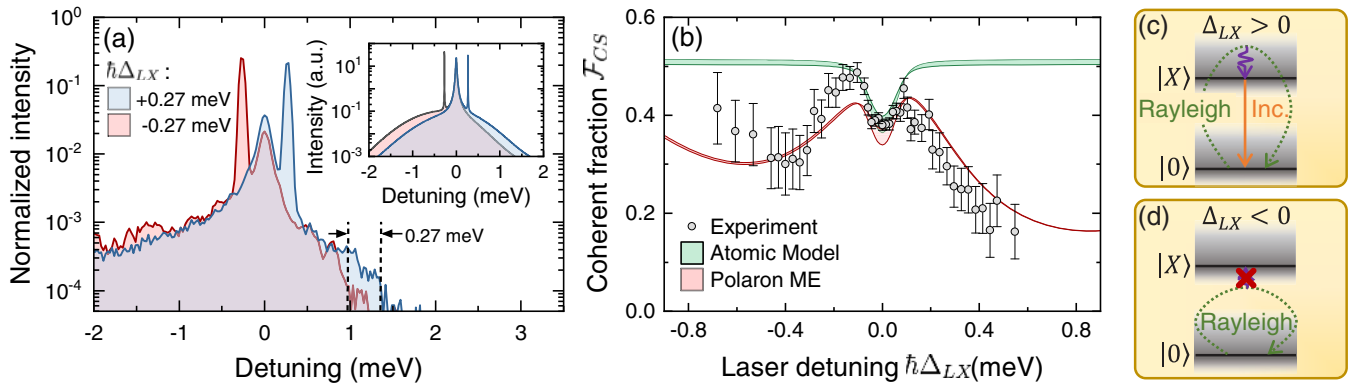 (a)
ℏΔ_LX :
+0.27 meV
-0.27 meV
Normalized intensity
10^0
10^-1
10^-2
10^-3
10^-4
-2 -1 0 1 2 3
Detuning (meV)
0.27 meV
Intensity (a.u.)
10^1
10^-1
10^-3
-2 0 2
Detuning (meV)
(b)
Coherent fraction ℱ_CS
0.6
0.4
0.2
0.0
-0.8 -0.4 0.0 0.4 0.8
Laser detuning ℏΔ_LX(meV)
Experiment
Atomic Model
Polaron ME
(c) Δ_LX > 0
|X⟩
Rayleigh Inc.
|0⟩
(d) Δ_LX < 0
|X⟩
Rayleigh
|0⟩